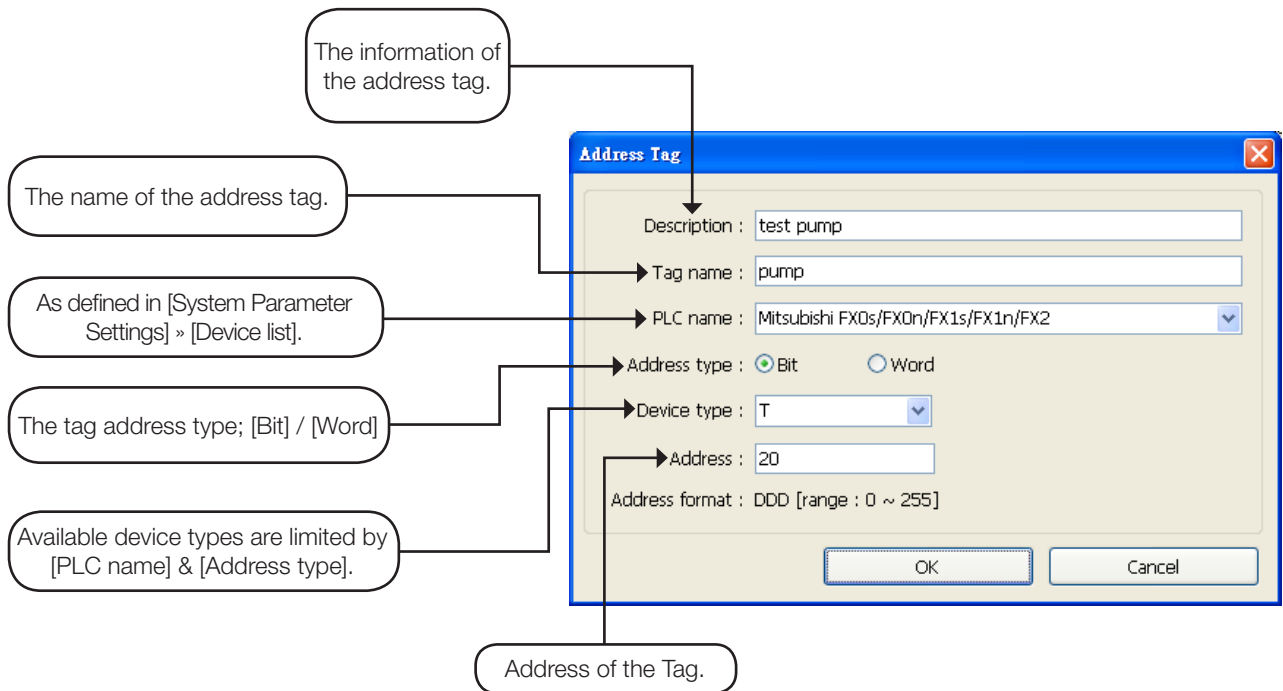 The information of
the address tag.
The name of the address tag.
As defined in [System Parameter
Settings] » [Device list].
The tag address type; [Bit] / [Word]
Available device types are limited by
[PLC name] & [Address type].
Address of the Tag.
Address Tag
Description : test pump
Tag name : pump
PLC name : Mitsubishi FX0s/FX0n/FX1s/FX1n/FX2
Address type : Bit Word
Device type : T
Address : 20
Address format : DDD [range : 0 ~ 255]
OK Cancel